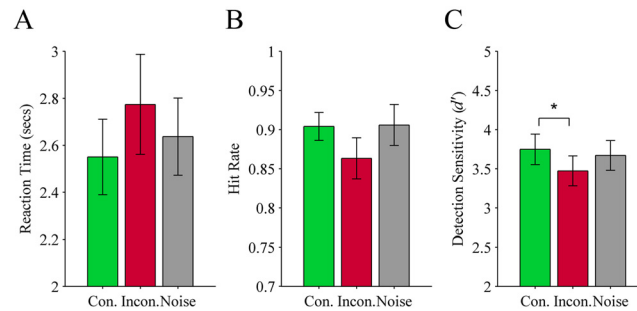 A
B
C
Reaction Time (secs)
3
2.8
2.6
2.4
2.2
2
Con. Incon. Noise
Hit Rate
1
0.95
0.9
0.85
0.8
0.75
0.7
Con. Incon. Noise
Detection Sensitivity (d′)
5
4.5
4
3.5
3
2.5
2
*
Con. Incon. Noise